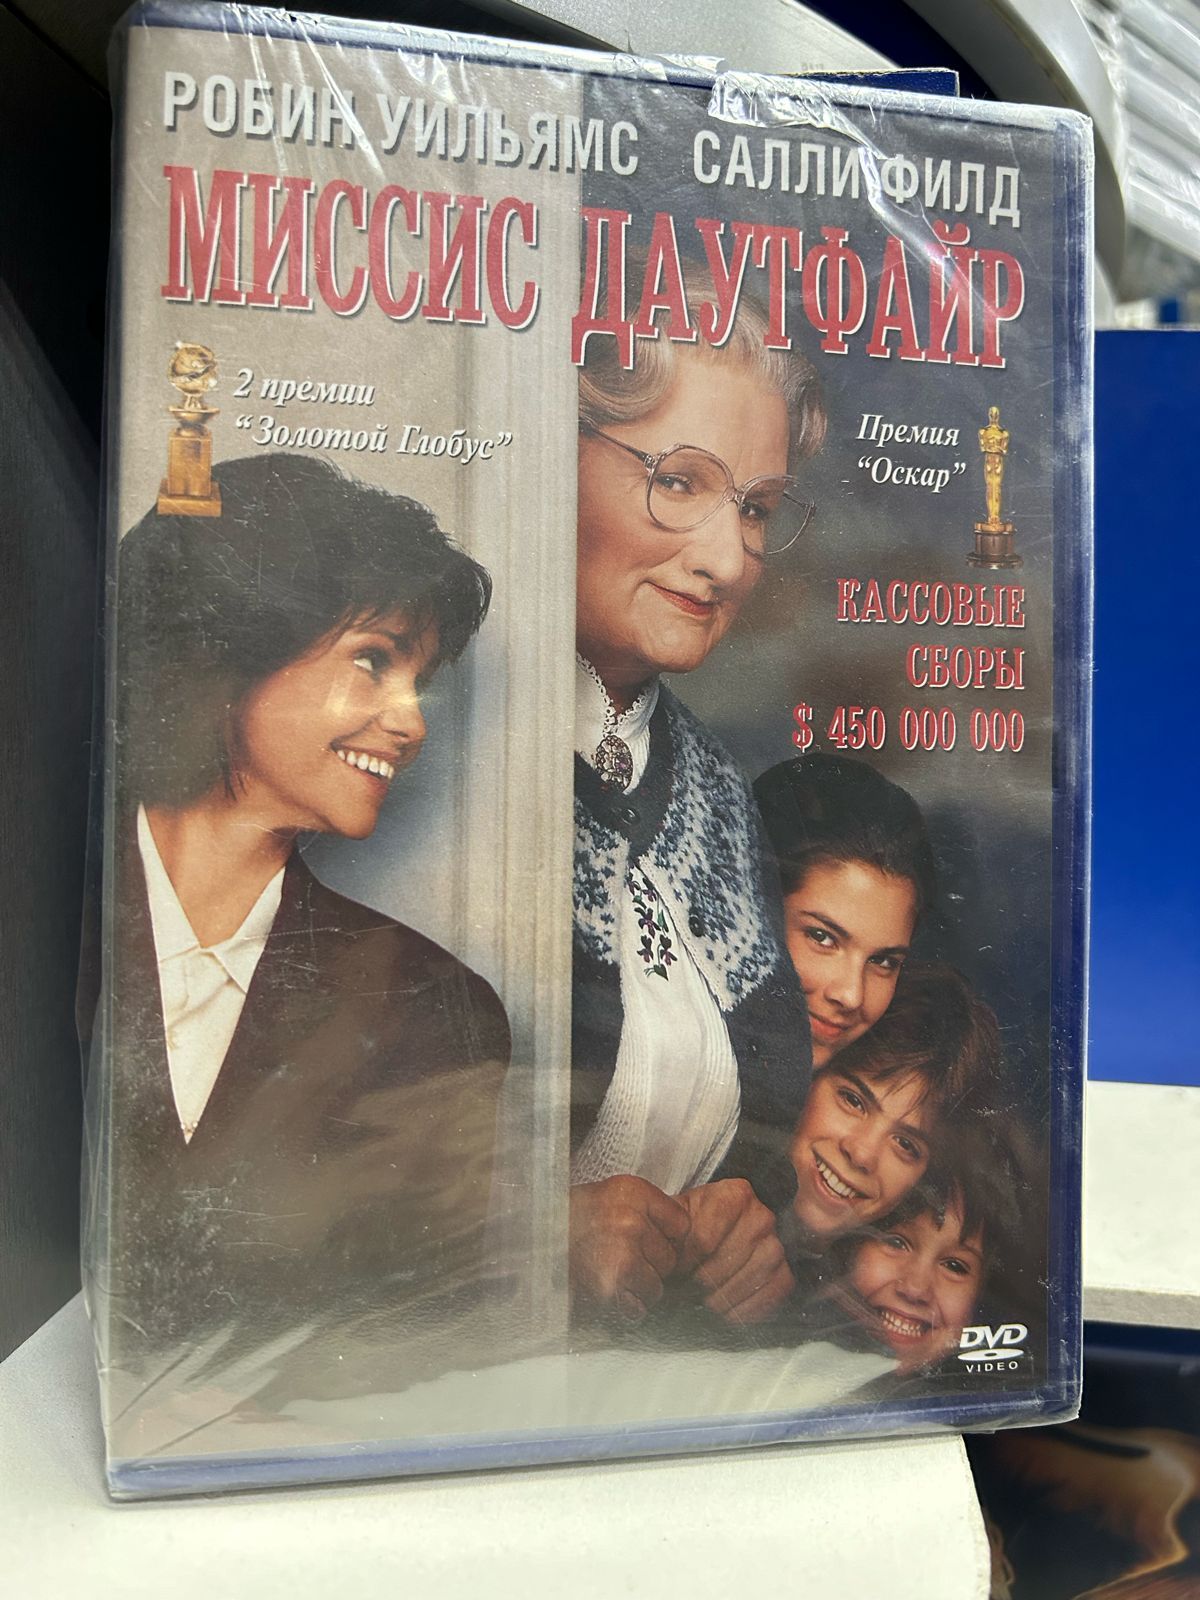 РОБИН УИЛЬЯМС САЛЛИ ФИЛД
МИССИС ДАУТФАЙР
2 премии
“Золотой Глобус”
Премия
“Оскар”
КАССОВЫЕ
СБОРЫ
$ 450 000 000
DVD
VIDEO